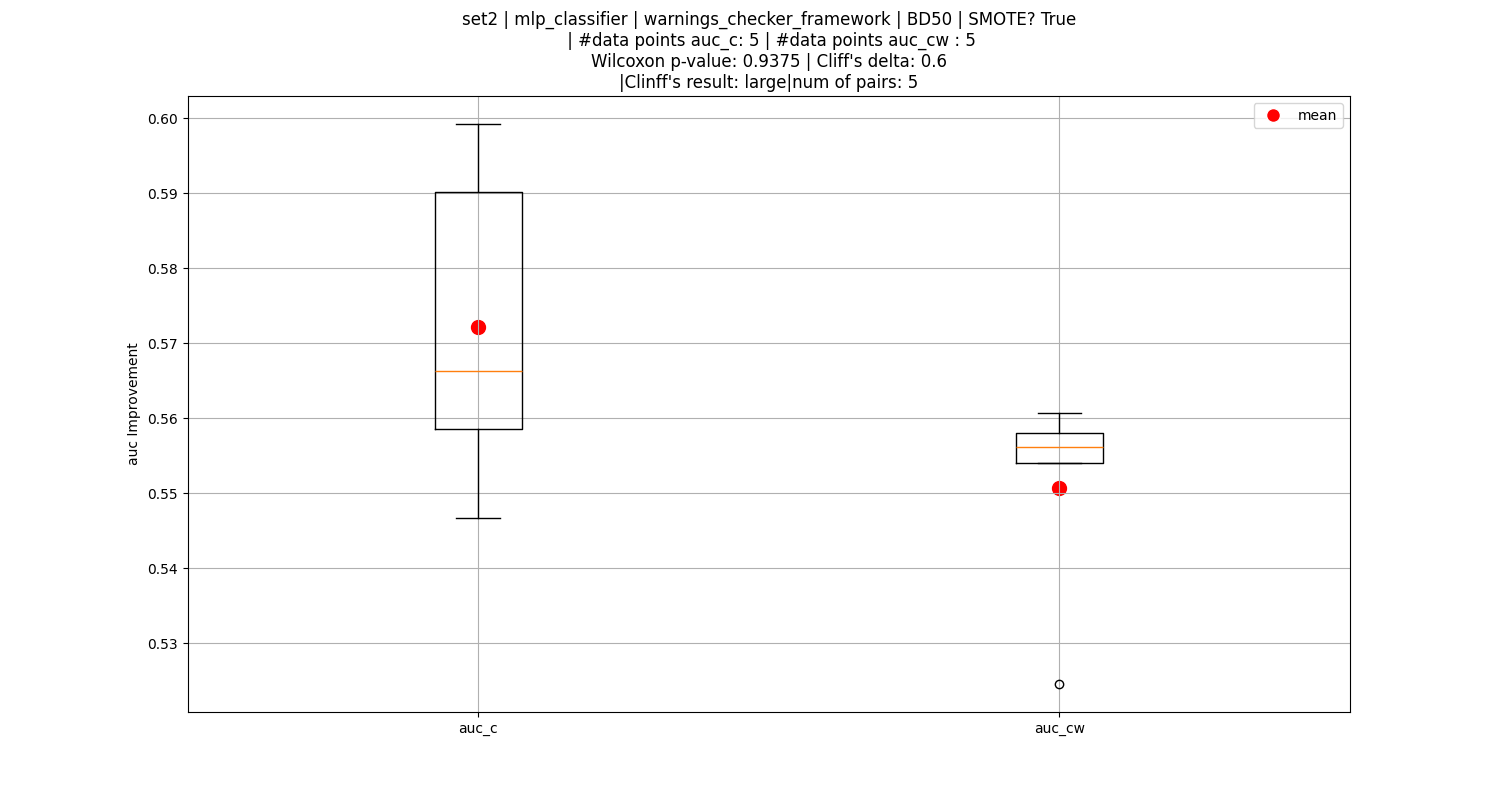 set2 | mlp_classifier | warnings_checker_framework | BD50 | SMOTE? True
| #data points auc_c: 5 | #data points auc_cw : 5
Wilcoxon p-value: 0.9375 | Cliff's delta: 0.6
|Clinff's result: large|num of pairs: 5
mean
0.60
0.59
0.58
0.57
0.56
0.55
0.54
0.53
auc Improvement
auc_c
auc_cw